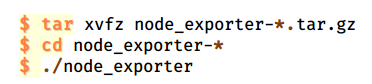 $ tar xvfz node_exporter-*.tar.gz
$ cd node_exporter-*
$ ./node_exporter